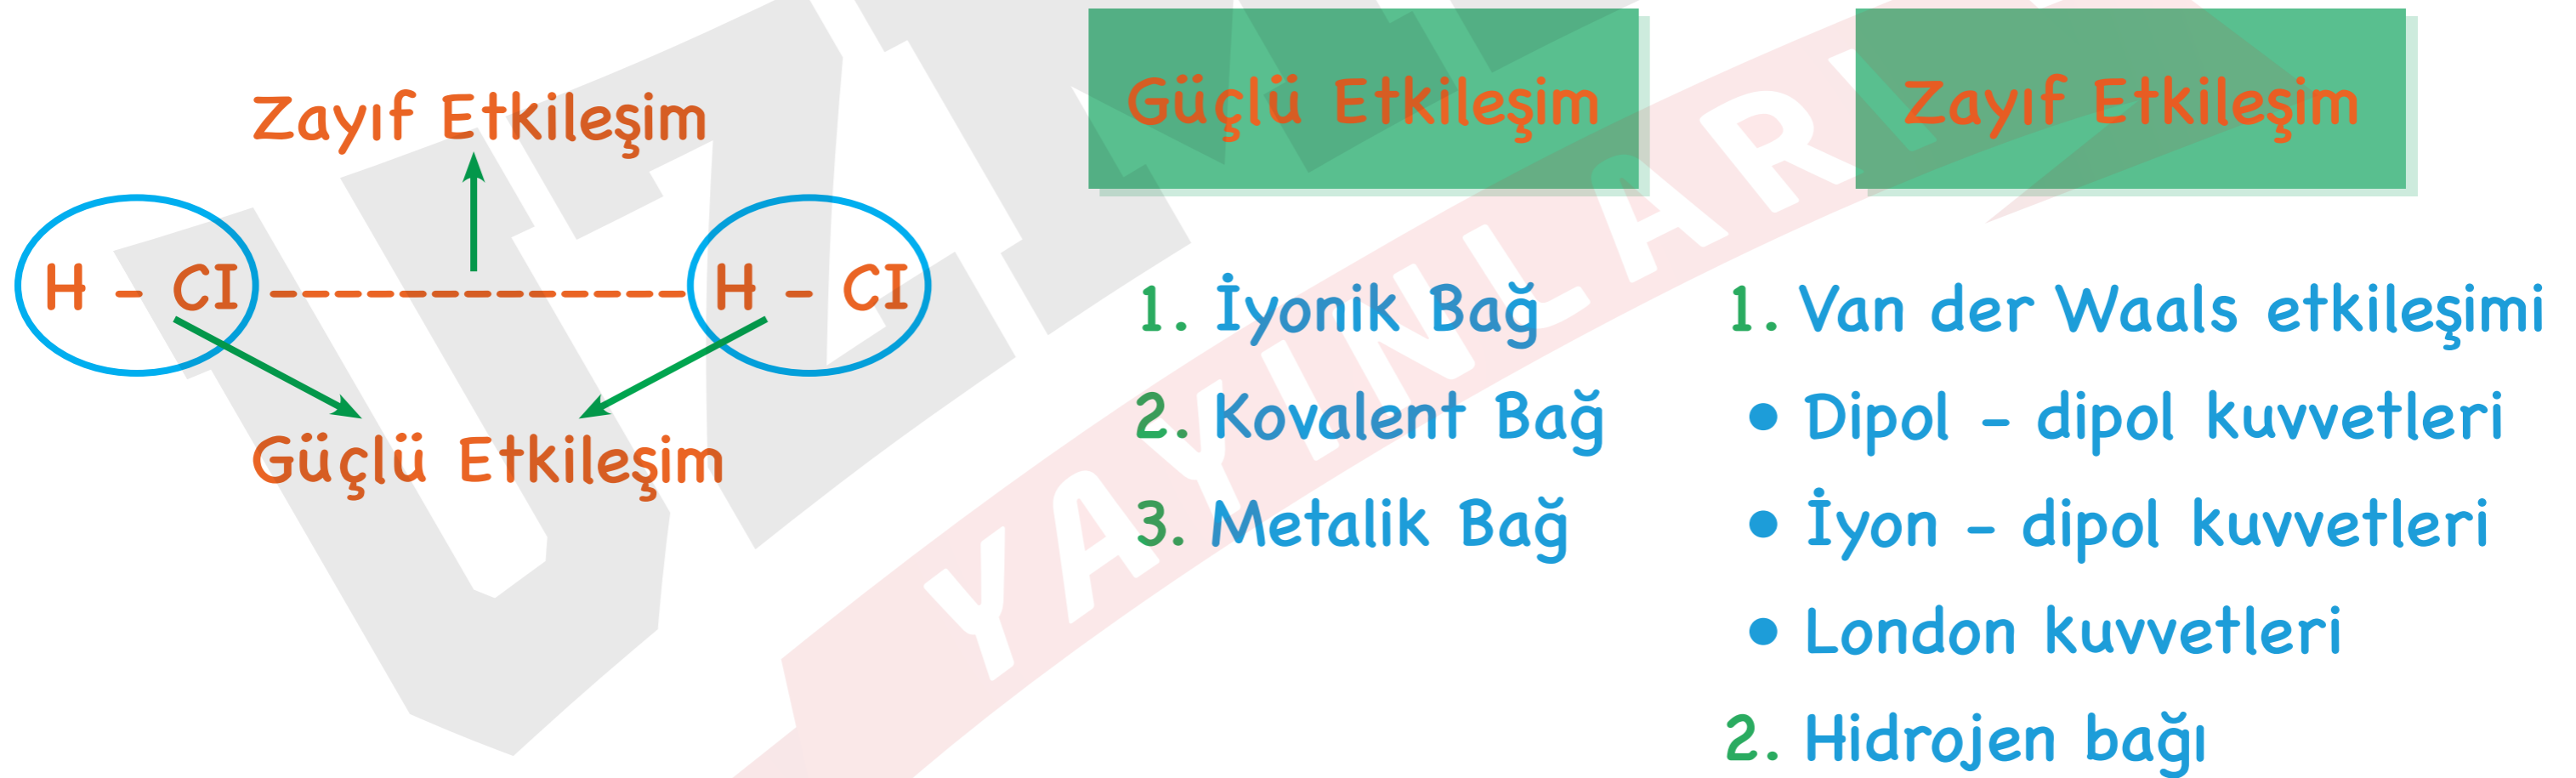 Zayıf Etkileşim
H – CI -------------- H – CI
Güçlü Etkileşim
Güçlü Etkileşim
1. İyonik Bağ
2. Kovalent Bağ
3. Metalik Bağ
Zayıf Etkileşim
1. Van der Waals etkileşimi
• Dipol – dipol kuvvetleri
• İyon – dipol kuvvetleri
• London kuvvetleri
2. Hidrojen bağı
YAYINLARI